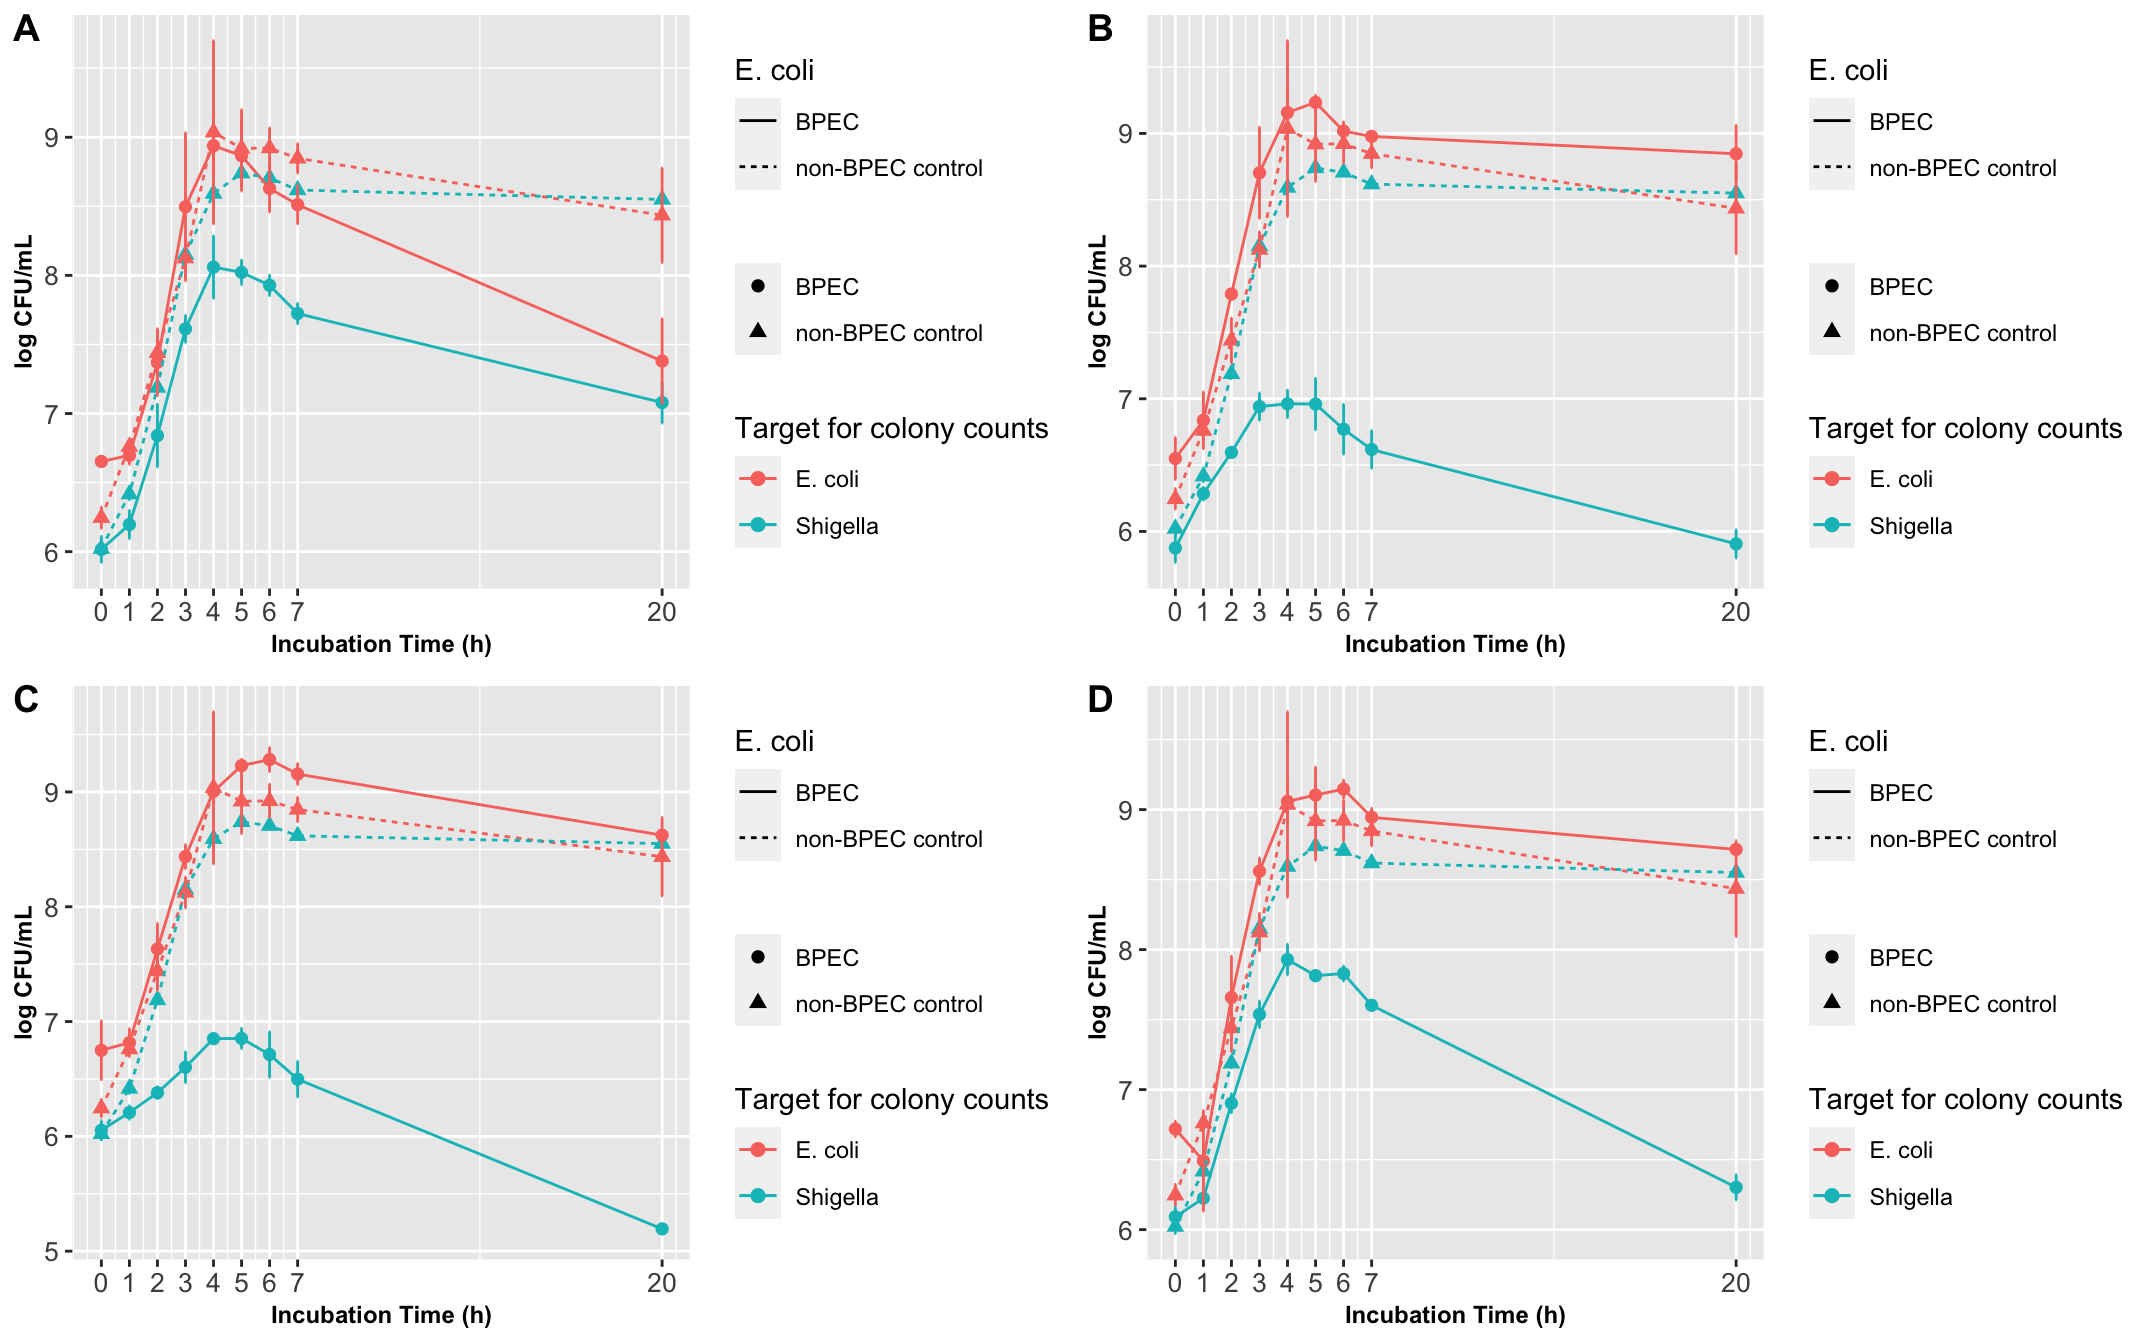 A
log CFU/mL
9
8
7
6
0 1 2 3 4 5 6 7 20
Incubation Time (h)
E. coli
BPEC
non-BPEC control
BPEC
non-BPEC control
Target for colony counts
E. coli
Shigella
B
log CFU/mL
9
8
7
6
0 1 2 3 4 5 6 7 20
Incubation Time (h)
E. coli
BPEC
non-BPEC control
BPEC
non-BPEC control
Target for colony counts
E. coli
Shigella
C
log CFU/mL
9
8
7
6
5
0 1 2 3 4 5 6 7 20
Incubation Time (h)
E. coli
BPEC
non-BPEC control
BPEC
non-BPEC control
Target for colony counts
E. coli
Shigella
D
log CFU/mL
9
8
7
6
0 1 2 3 4 5 6 7 20
Incubation Time (h)
E. coli
BPEC
non-BPEC control
BPEC
non-BPEC control
Target for colony counts
E. coli
Shigella